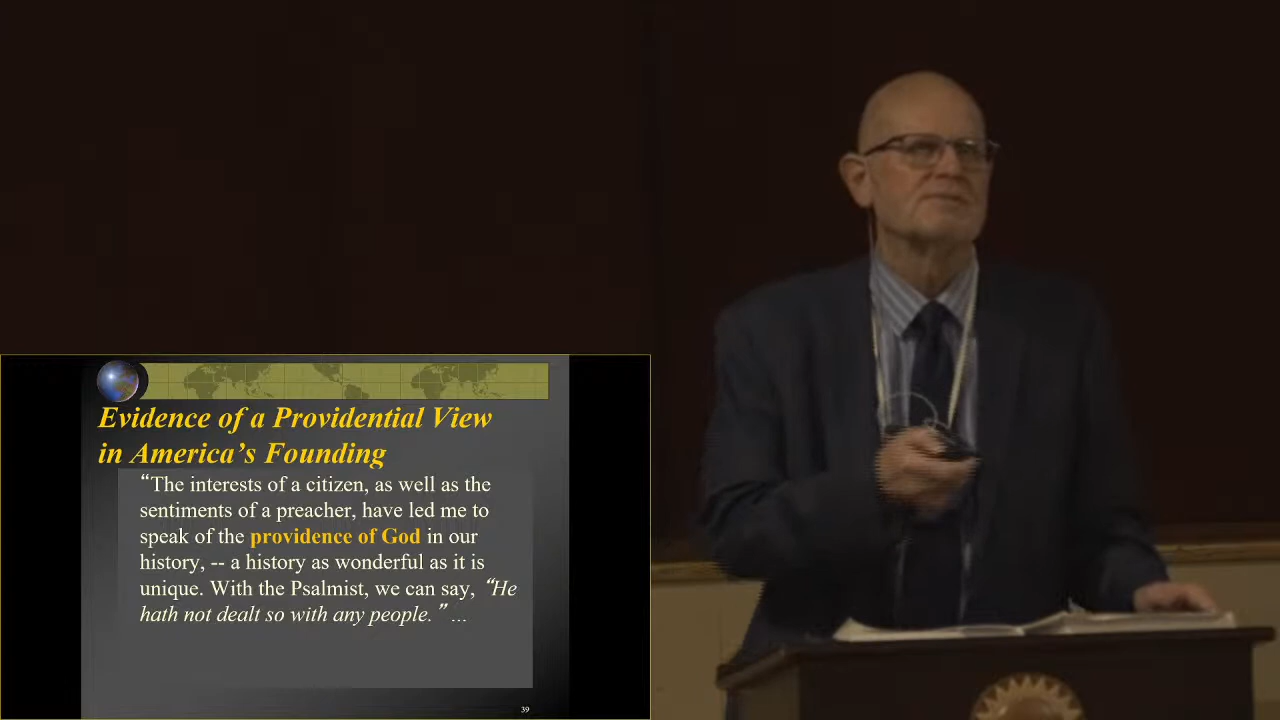 Evidence of a Providential View
in America’s Founding
“The interests of a citizen, as well as the
sentiments of a preacher, have led me to
speak of the providence of God in our
history, -- a history as wonderful as it is
unique. With the Psalmist, we can say, “He
hath not dealt so with any people.” ...
39